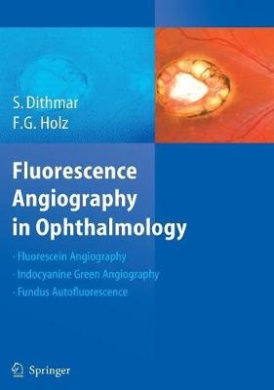 S. Dithmar
F. G. Holz
Fluorescence
Angiography
in Ophthalmology
· Fluorescein Angiography
· Indocyanine Green Angiography
· Fundus Autofluorescence
Springer